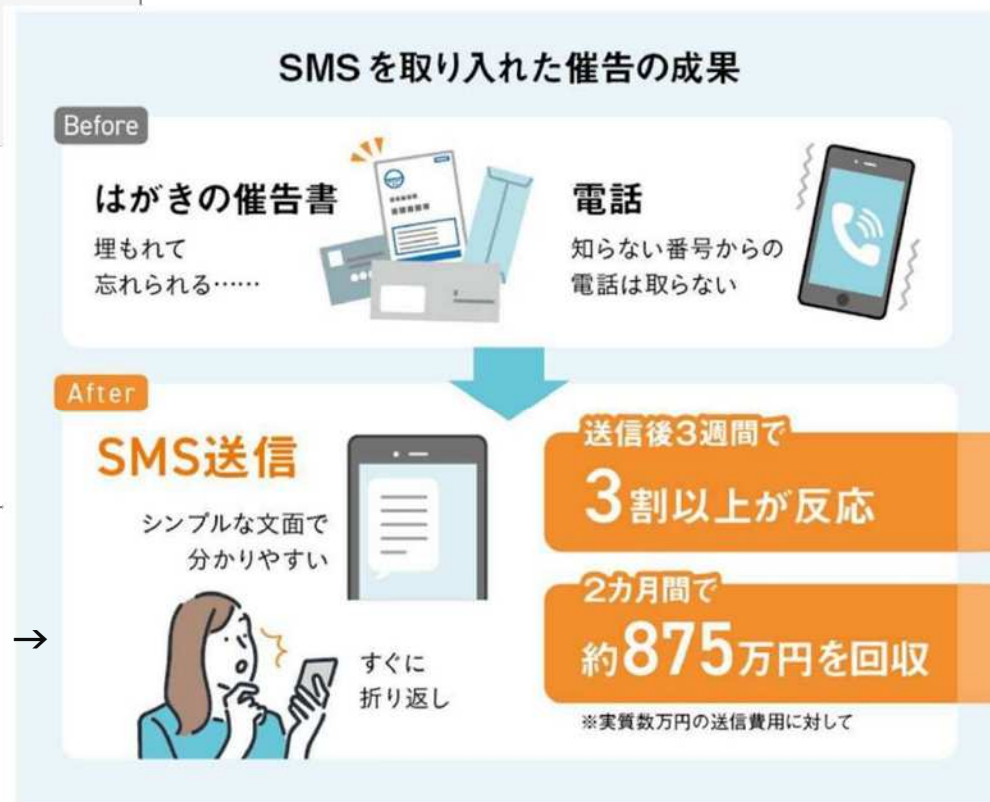 SMSを取り入れた催告の成果
Before
はがきの催告書
埋もれて
忘れられる……
電話
知らない番号からの
電話は取らない
After
SMS送信
シンプルな文面で
分かりやすい
すぐに
折り返し
送信後3週間で
3割以上が反応
2カ月間で
約875万円を回収
※実質数万円の送信費用に対して
→